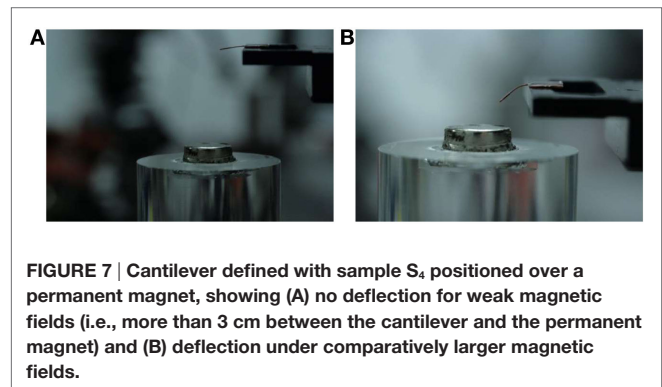 A B
FIGURE 7 | Cantilever defined with sample S₄ positioned over a
permanent magnet, showing (A) no deflection for weak magnetic
fields (i.e., more than 3 cm between the cantilever and the permanent
magnet) and (B) deflection under comparatively larger magnetic
fields.